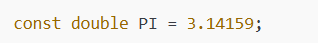 const double PI = 3.14159;